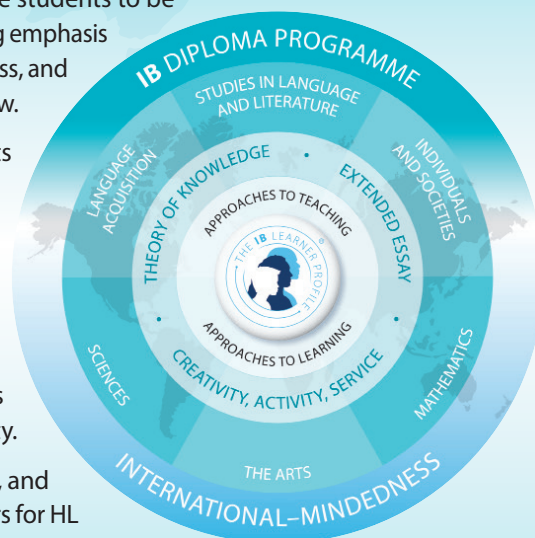 e students to be
g emphasis
ss, and
w.
ts
s
ty.
, and
s for HL
IB DIPLOMA PROGRAMME
STUDIES IN LANGUAGE
AND LITERATURE
LANGUAGE
ACQUISITION
INDIVIDUALS
AND SOCIETIES
THEORY OF KNOWLEDGE
EXTENDED ESSAY
APPROACHES TO TEACHING
THE IB LEARNER PROFILE
APPROACHES TO LEARNING
CREATIVITY, ACTIVITY, SERVICE
SCIENCES
MATHEMATICS
THE ARTS
INTERNATIONAL–MINDEDNESS